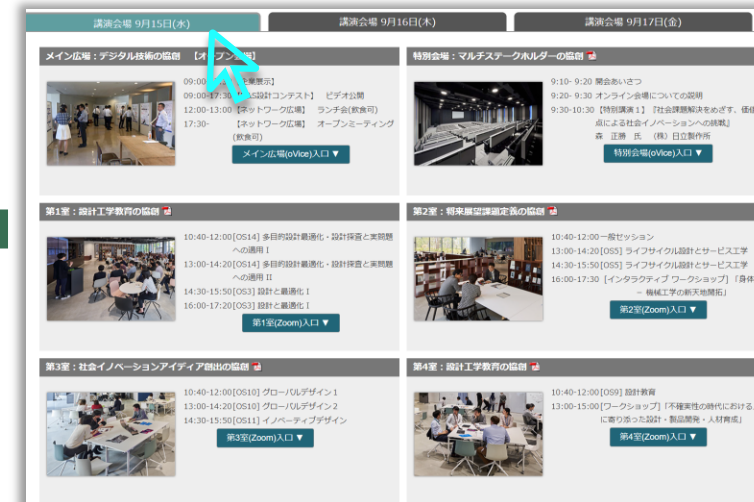 講演会場 9月15日(水)
講演会場 9月16日(木)
講演会場 9月17日(金)
メイン広場：デジタル技術の協創 【オープン会場】
09:00 業展示】
09:00-17:30 AS設計コンテスト】 ビデオ公開
12:00-13:00 【ネットワーク広場】 ランチ会(飲食可)
17:30- 【ネットワーク広場】 オープンミーティング
(飲食可)
メイン広場(oVice)入口 ▼
特別会場：マルチステークホルダーの協創
9:10- 9:20 開会あいさつ
9:20- 9:30 オンライン会場についての説明
9:30-10:30 【特別講演１】『社会課題解決をめざす、価値
点による社会イノベーションへの挑戦』
森 正勝 氏 (株) 日立製作所
特別会場(oVice)入口 ▼
第1室：設計工学教育の協創
10:40-12:00[OS14] 多目的設計最適化・設計探査と実問題
への適用 I
13:00-14:20[OS14] 多目的設計最適化・設計探査と実問題
への適用 II
14:30-15:50[OS3] 設計と最適化 I
16:00-17:20[OS3] 設計と最適化 I
第1室(Zoom)入口 ▼
第2室：将来展望課題定義の協創
10:40-12:00一般セッション
13:00-14:20[OS5] ライフサイクル設計とサービス工学
14:30-15:50[OS5] ライフサイクル設計とサービス工学
16:00-17:30 [インタラクティブ ワークショップ] 「身体
－ 機械工学の新天地開拓」
第2室(Zoom)入口 ▼
第3室：社会イノベーションアイディア創出の協創
10:40-12:00[OS10] グローバルデザイン1
13:00-14:20[OS10] グローバルデザイン2
14:30-15:50[OS11] イノベーティブデザイン
第3室(Zoom)入口 ▼
第4室：設計工学教育の協創
10:40-12:00[OS9] 設計教育
13:00-15:00[ワークショップ]「不確実性の時代における
に寄り添った設計・製品開発・人材育成」
第4室(Zoom)入口 ▼